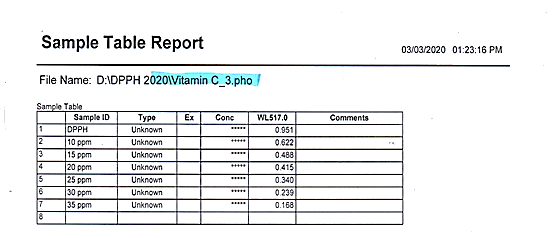 Sample Table Report
03/03/2020 01:23:16 PM
File Name: D:\DPPH 2020\Vitamin C_3.pho
Sample Table
Sample ID Type Ex Conc WL517.0 Comments
1 DPPH Unknown ***** 0.951
2 10 ppm Unknown ***** 0.622
3 15 ppm Unknown ***** 0.488
4 20 ppm Unknown ***** 0.415
5 25 ppm Unknown ***** 0.340
6 30 ppm Unknown ***** 0.239
7 35 ppm Unknown ***** 0.168
8